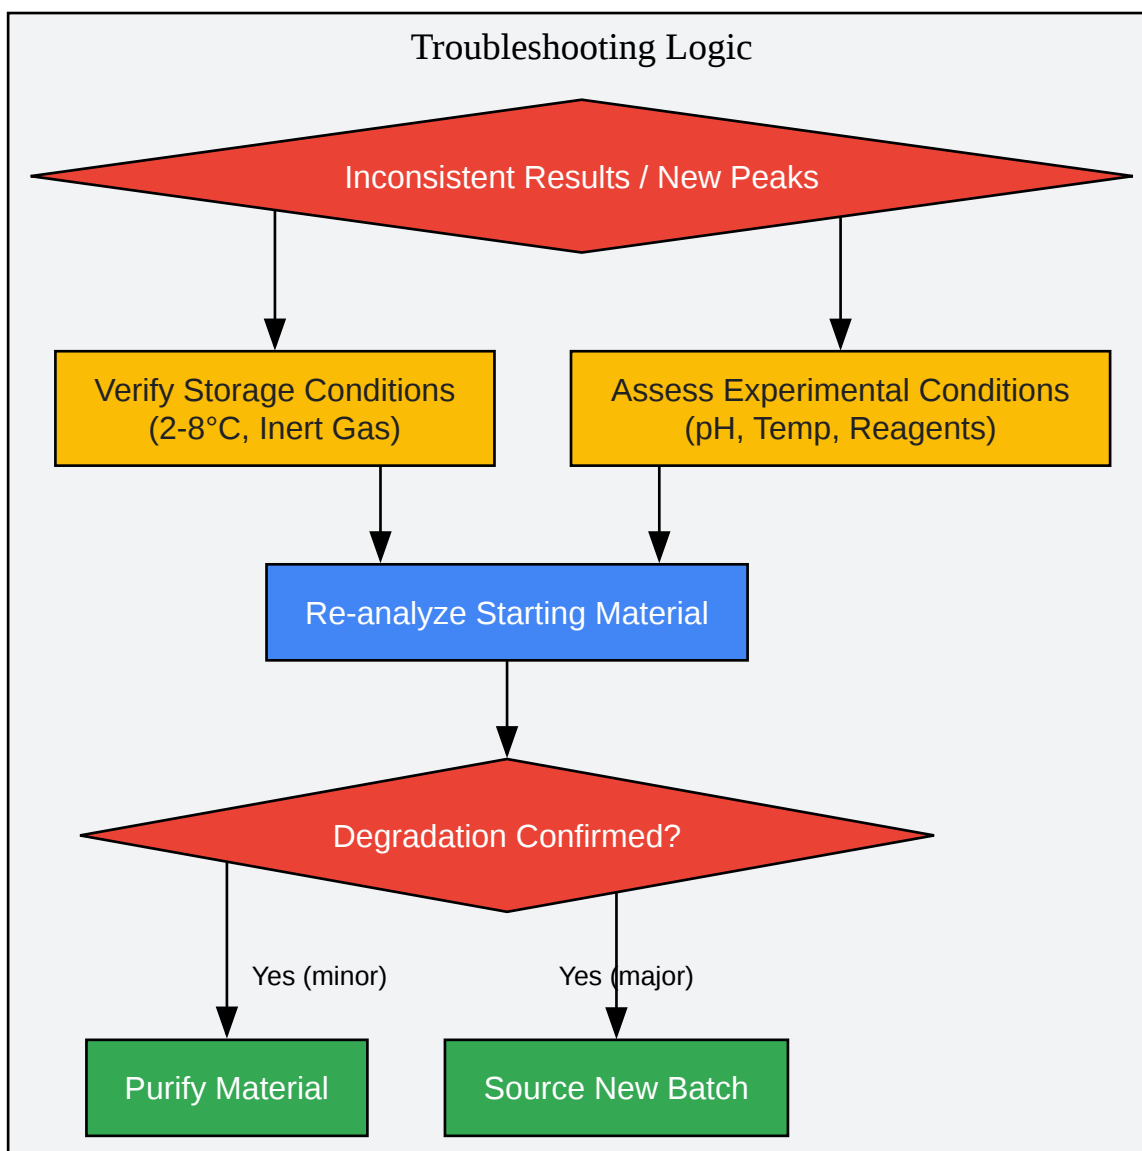 Troubleshooting Logic
Inconsistent Results / New Peaks
Verify Storage Conditions
(2-8°C, Inert Gas)
Assess Experimental Conditions
(pH, Temp, Reagents)
Re-analyze Starting Material
Degradation Confirmed?
Yes (minor)
Yes (major)
Purify Material
Source New Batch